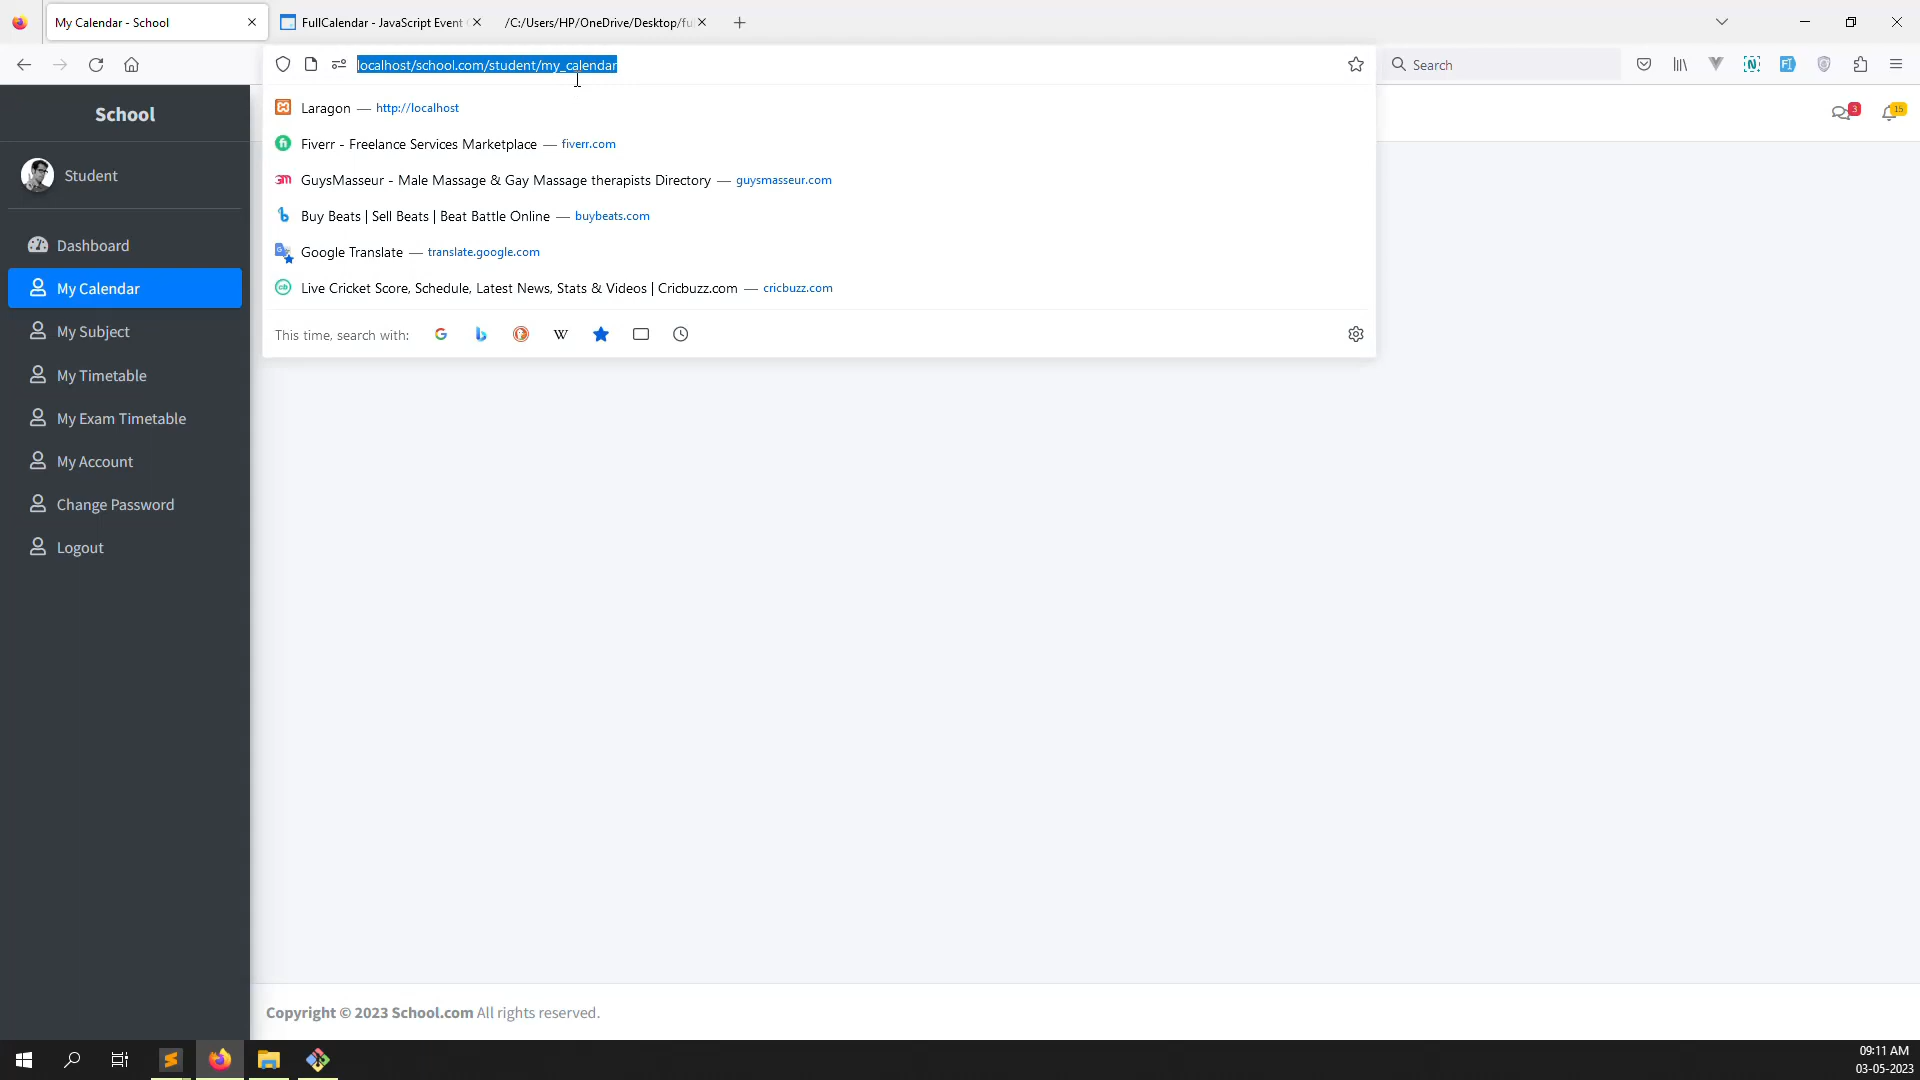 My Calendar - School
FullCalendar - JavaScript Event
/C:/Users/HP/OneDrive/Desktop/fu
localhost/school.com/student/my_calendar
Search
School
3
15
Student
Laragon — http://localhost
Fiverr - Freelance Services Marketplace — fiverr.com
GuysMasseur - Male Massage & Gay Massage therapists Directory — guysmasseur.com
Buy Beats | Sell Beats | Beat Battle Online — buybeats.com
Google Translate — translate.google.com
Live Cricket Score, Schedule, Latest News, Stats & Videos | Cricbuzz.com — cricbuzz.com
This time, search with:
Dashboard
My Calendar
My Subject
My Timetable
My Exam Timetable
My Account
Change Password
Logout
Copyright © 2023 School.com All rights reserved.
09:11 AM
03-05-2023